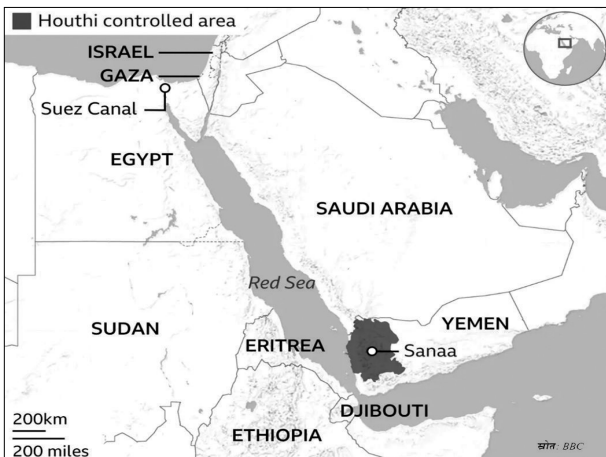 Houthi controlled area
ISRAEL
GAZA
Suez Canal
EGYPT
SAUDI ARABIA
Red Sea
SUDAN
YEMEN
ERITREA
Sanaa
DJIBOUTI
ETHIOPIA
200km
200 miles
स्रोत: BBC